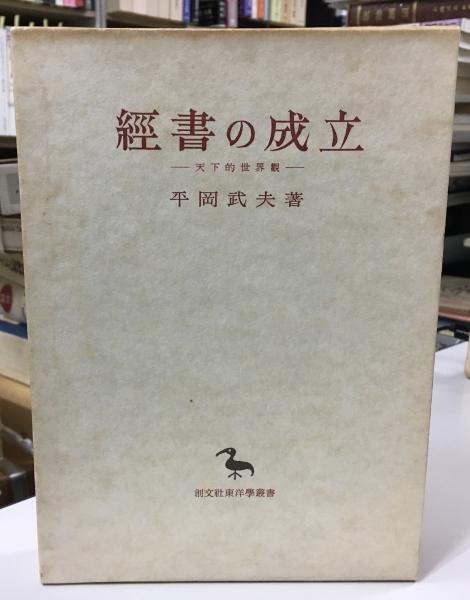 經書の成立
―天下的世界觀―
平岡武夫著
創文社東洋學叢書